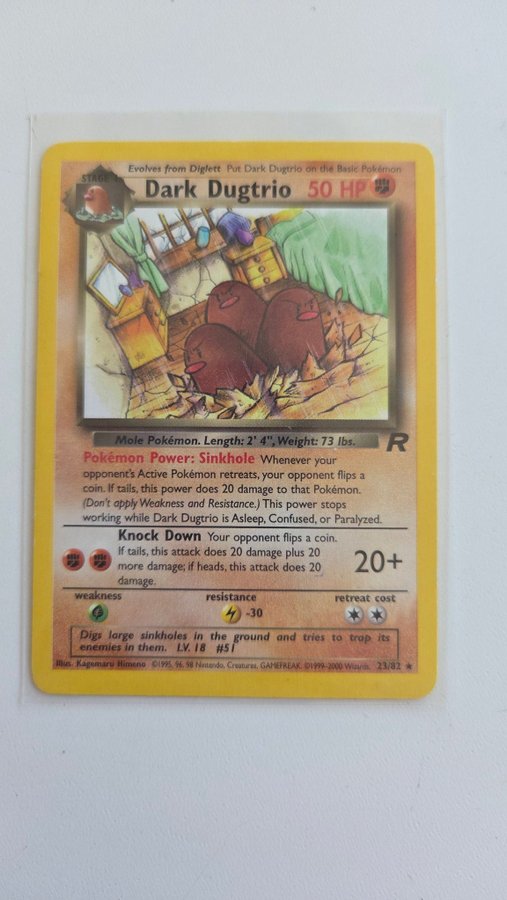 Evolves from Diglett Put Dark Dugtrio on the Basic Pokémon
STAGE 1
Dark Dugtrio 50 HP
Mole Pokémon. Length: 2' 4", Weight: 73 lbs.
R
Pokémon Power: Sinkhole Whenever your
opponent's Active Pokémon retreats, your opponent flips a
coin. If tails, this power does 20 damage to that Pokémon.
(Don't apply Weakness and Resistance.) This power stops
working while Dark Dugtrio is Asleep, Confused, or Paralyzed.
Knock Down Your opponent flips a coin.
If tails, this attack does 20 damage plus 20
more damage; if heads, this attack does 20
damage.
20+
weakness resistance retreat cost
-30
Digs large sinkholes in the ground and tries to trap its
enemies in them. LV. 18 #51
Illus. Kagemaru Himeno ©1995, 96, 98 Nintendo, Creatures, GAMEFREAK. ©1999-2000 Wizards. 23/82 ★